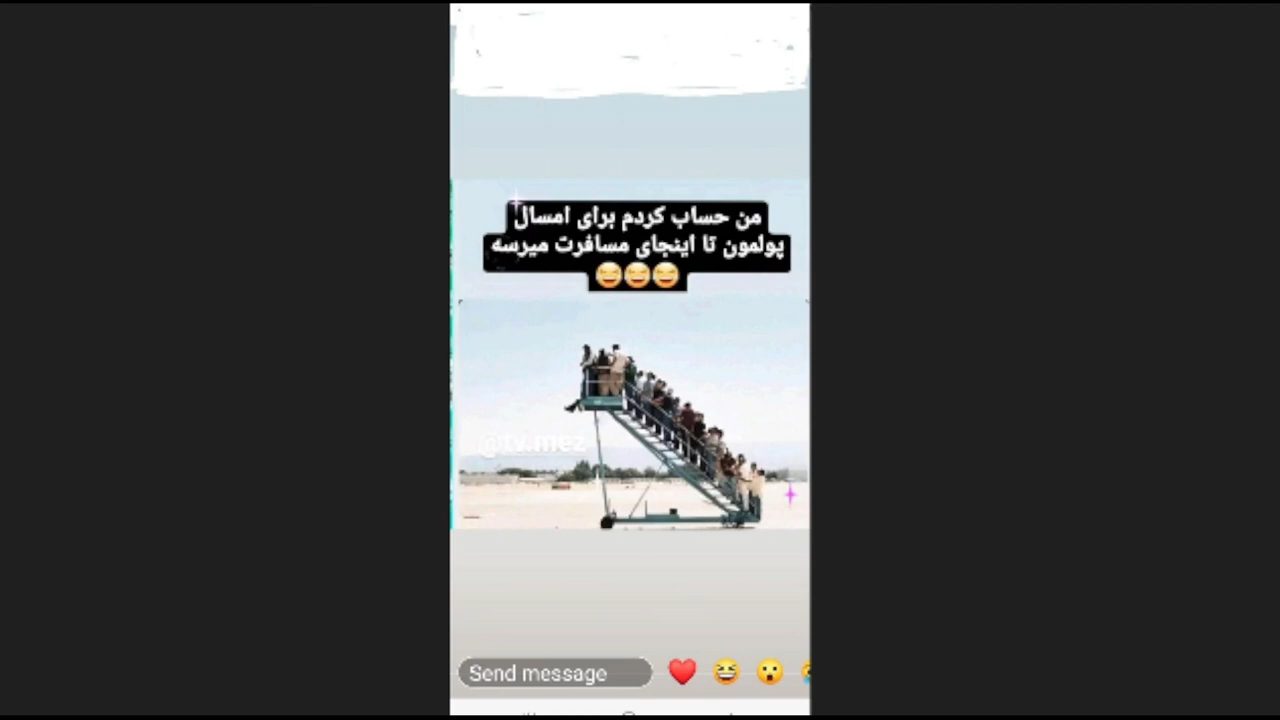 من حساب کردم برای امسال
پولمون تا اینجای مسافرت میرسه
😂😂😂
@tv.mez
Send message